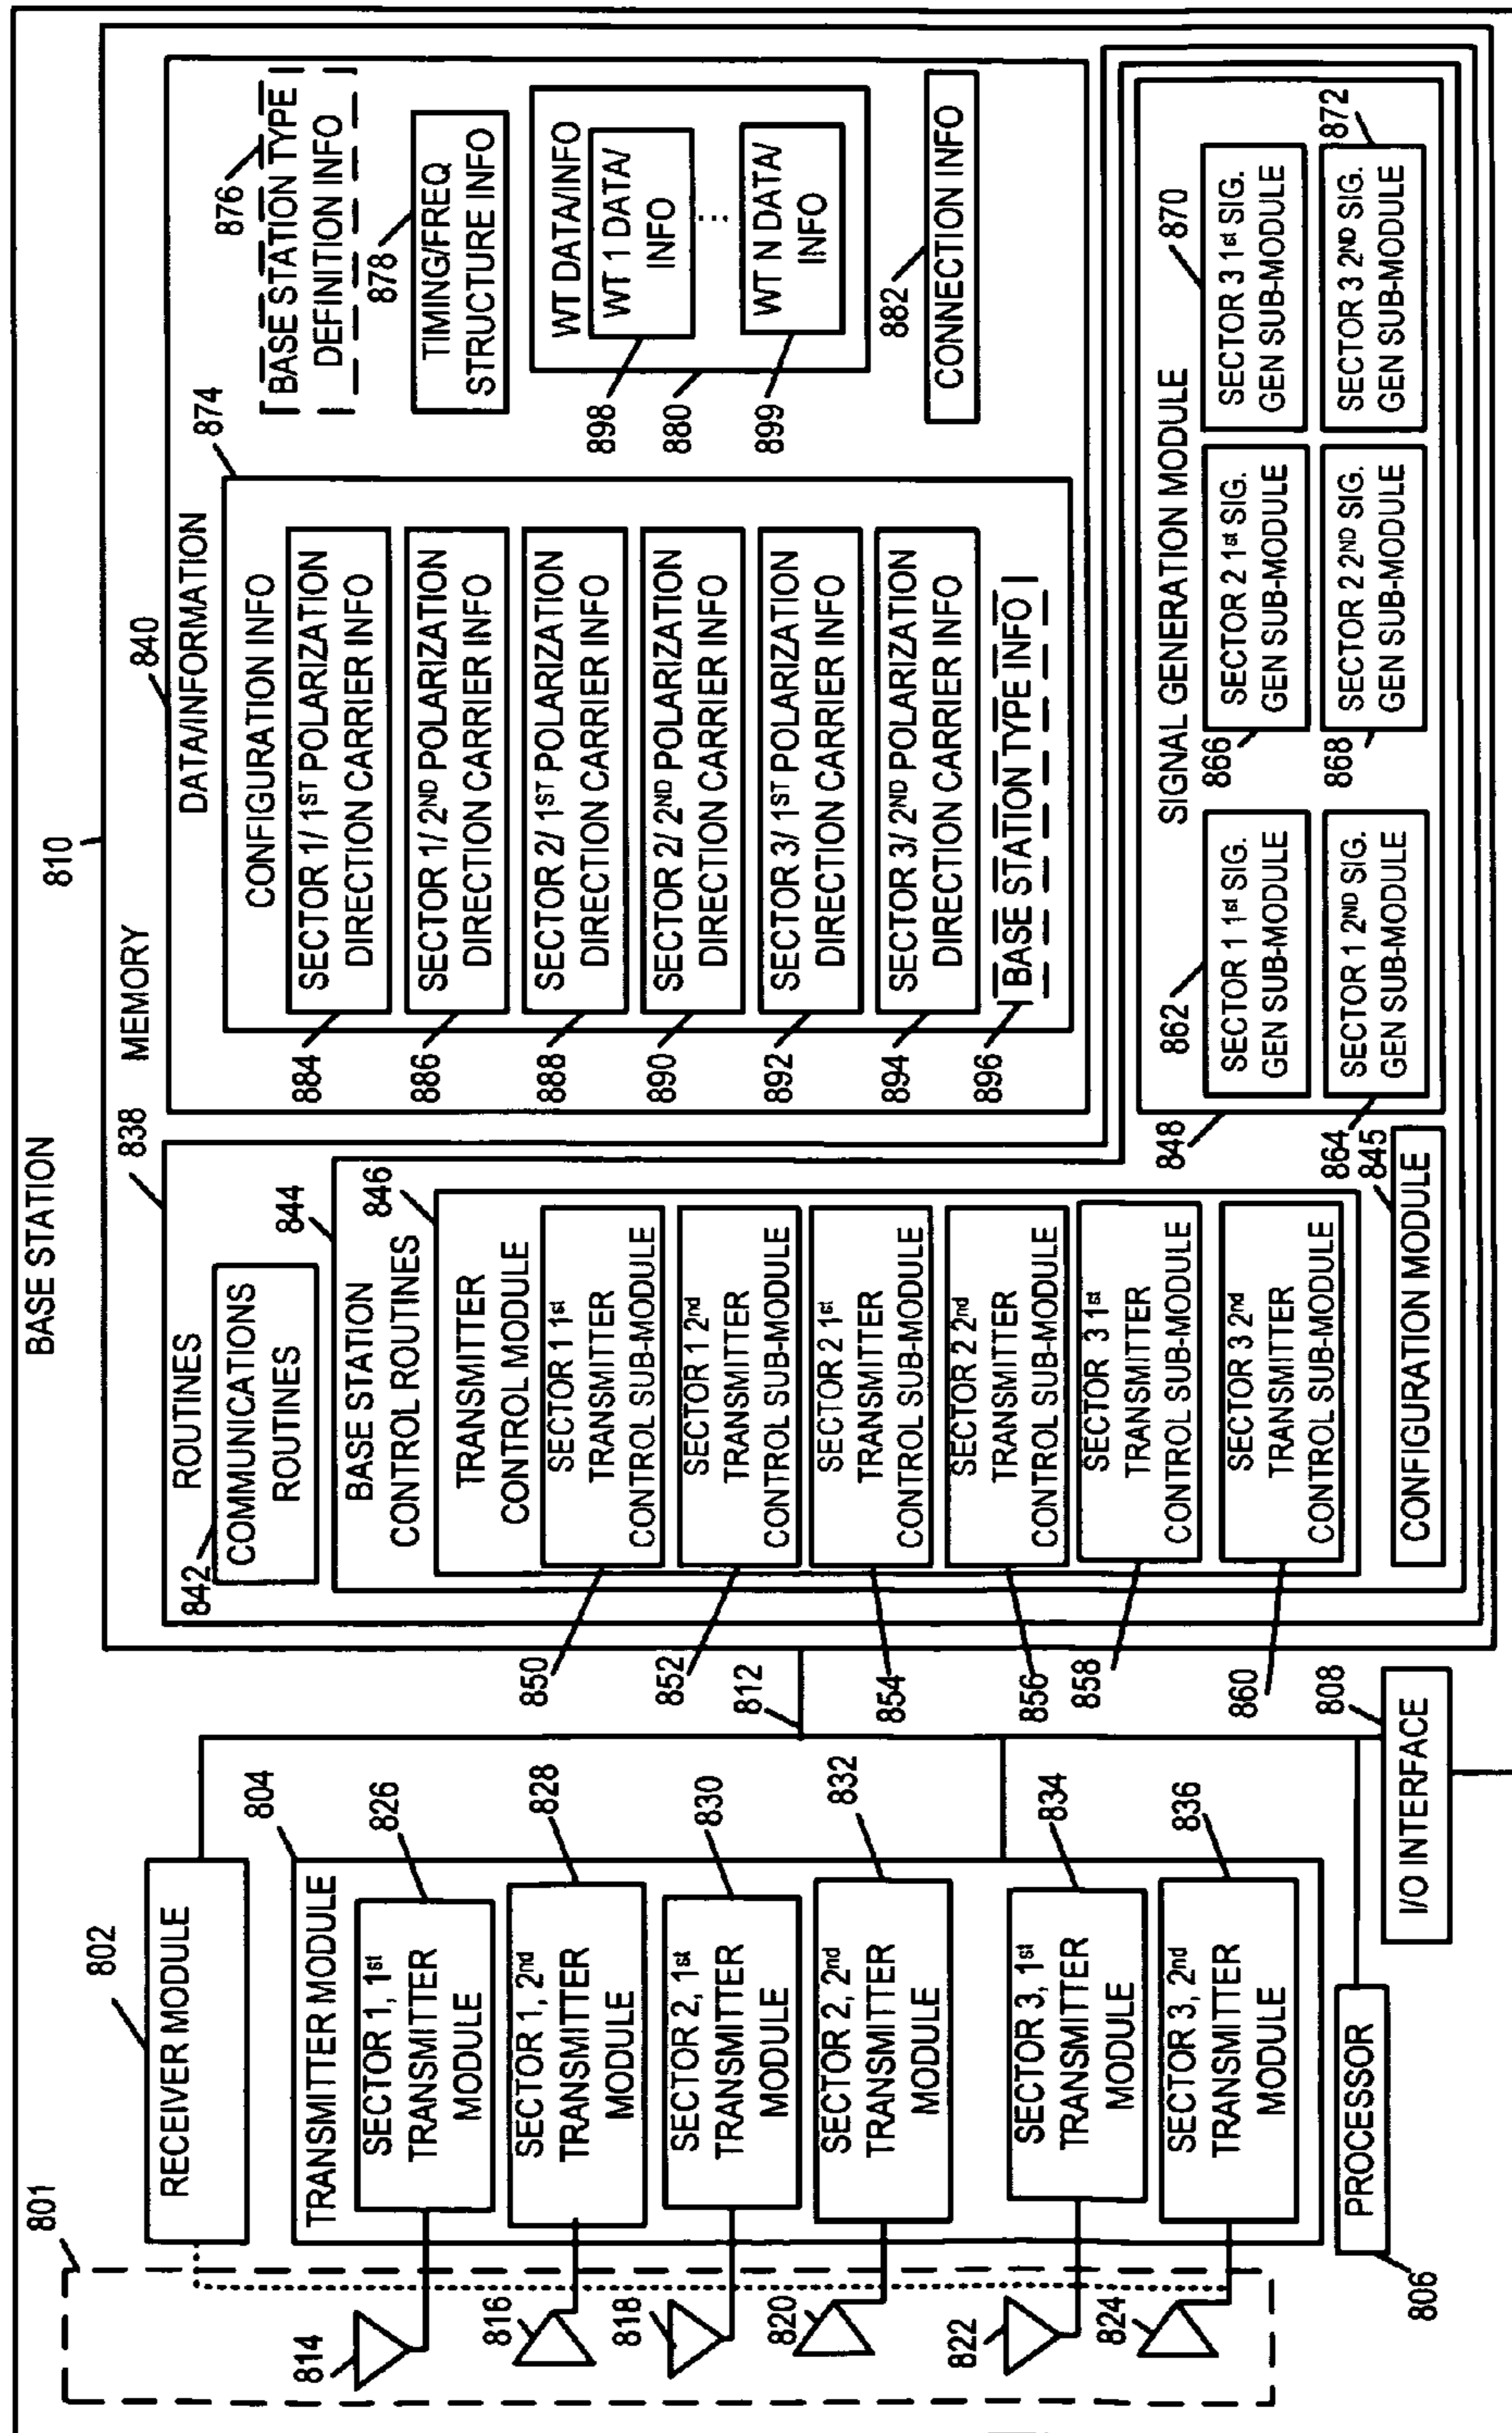 BASE STATION
801
802
RECEIVER MODULE
804
TRANSMITTER MODULE
826
SECTOR 1, 1st
TRANSMITTER
MODULE
828
SECTOR 1, 2nd
TRANSMITTER
MODULE
830
SECTOR 2, 1st
TRANSMITTER
MODULE
832
SECTOR 2, 2nd
TRANSMITTER
MODULE
834
SECTOR 3, 1st
TRANSMITTER
MODULE
836
SECTOR 3, 2nd
TRANSMITTER
MODULE
814
816
818
820
822
824
PROCESSOR
806
I/O INTERFACE
808
812
810
MEMORY
838
ROUTINES
842
COMMUNICATIONS
ROUTINES
844
BASE STATION
CONTROL ROUTINES
846
TRANSMITTER
CONTROL MODULE
SECTOR 1 1st
TRANSMITTER
CONTROL SUB-MODULE
850
SECTOR 1 2nd
TRANSMITTER
CONTROL SUB-MODULE
852
SECTOR 2 1st
TRANSMITTER
CONTROL SUB-MODULE
854
SECTOR 2 2nd
TRANSMITTER
CONTROL SUB-MODULE
856
SECTOR 3 1st
TRANSMITTER
CONTROL SUB-MODULE
858
SECTOR 3 2nd
TRANSMITTER
CONTROL SUB-MODULE
860
CONFIGURATION MODULE
845
840
DATA/INFORMATION
874
CONFIGURATION INFO
SECTOR 1/ 1ST POLARIZATION
DIRECTION CARRIER INFO
884
SECTOR 1/ 2ND POLARIZATION
DIRECTION CARRIER INFO
886
SECTOR 2/ 1ST POLARIZATION
DIRECTION CARRIER INFO
888
SECTOR 2/ 2ND POLARIZATION
DIRECTION CARRIER INFO
890
SECTOR 3/ 1ST POLARIZATION
DIRECTION CARRIER INFO
892
SECTOR 3/ 2ND POLARIZATION
DIRECTION CARRIER INFO
894
BASE STATION TYPE INFO
896
876
BASE STATION TYPE
DEFINITION INFO
878
TIMING/FREQ
STRUCTURE INFO
WT DATA/INFO
WT 1 DATA/
INFO
898
880
WT N DATA/
INFO
899
882
CONNECTION INFO
SIGNAL GENERATION MODULE
848
862
SECTOR 1 1st SIG.
GEN SUB-MODULE
SECTOR 1 2ND SIG.
GEN SUB-MODULE
864
SECTOR 2 1st SIG.
GEN SUB-MODULE
866
SECTOR 2 2ND SIG.
GEN SUB-MODULE
868
870
SECTOR 3 1st SIG.
GEN SUB-MODULE
872
SECTOR 3 2ND SIG.
GEN SUB-MODULE